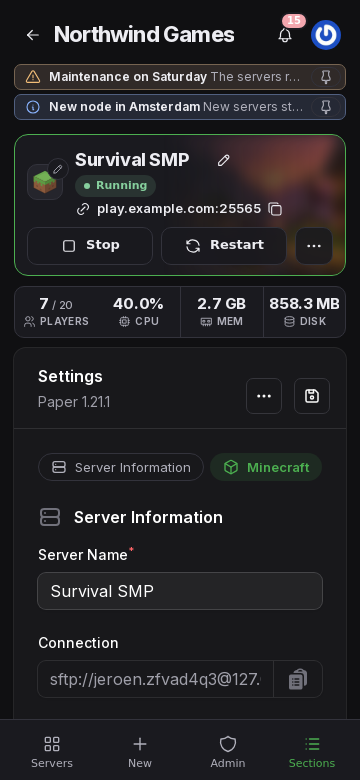 Northwind Games
15
Maintenance on Saturday The servers r...
New node in Amsterdam New servers st...
Survival SMP
Running
play.example.com:25565
Stop
Restart
7 / 20
PLAYERS
40.0%
CPU
2.7 GB
MEM
858.3 MB
DISK
Settings
Paper 1.21.1
Server Information
Minecraft
Server Information
Server Name*
Survival SMP
Connection
sftp://jeroen.zfvad4q3@127.
Servers
New
Admin
Sections